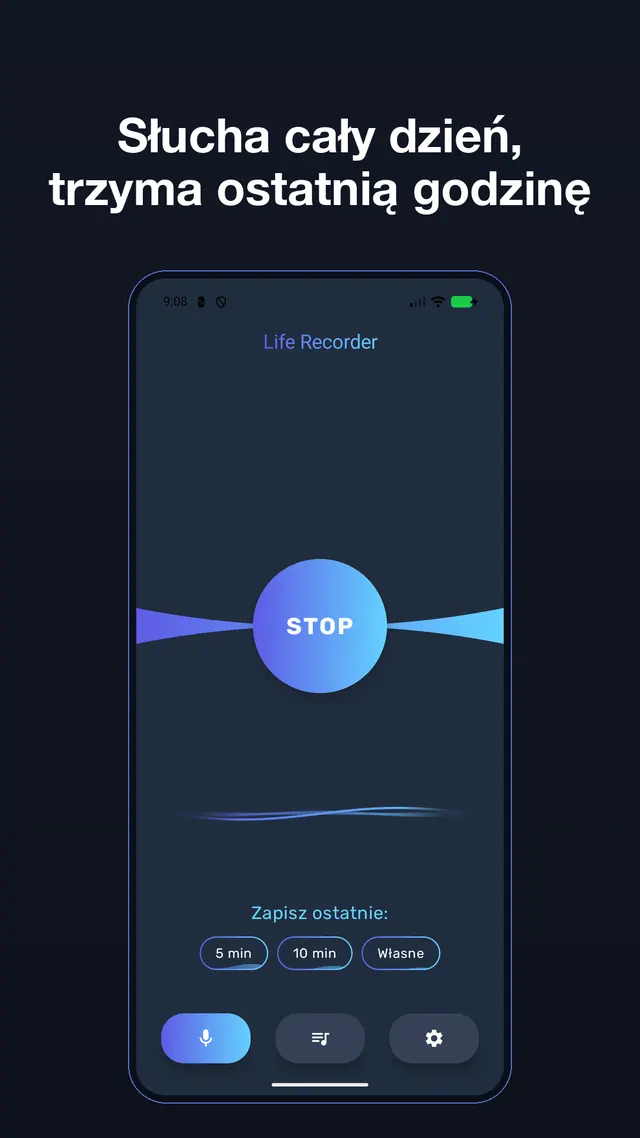 Słucha cały dzień,
trzyma ostatnią godzinę
9:08
Life Recorder
STOP
Zapisz ostatnie:
5 min
10 min
Własne